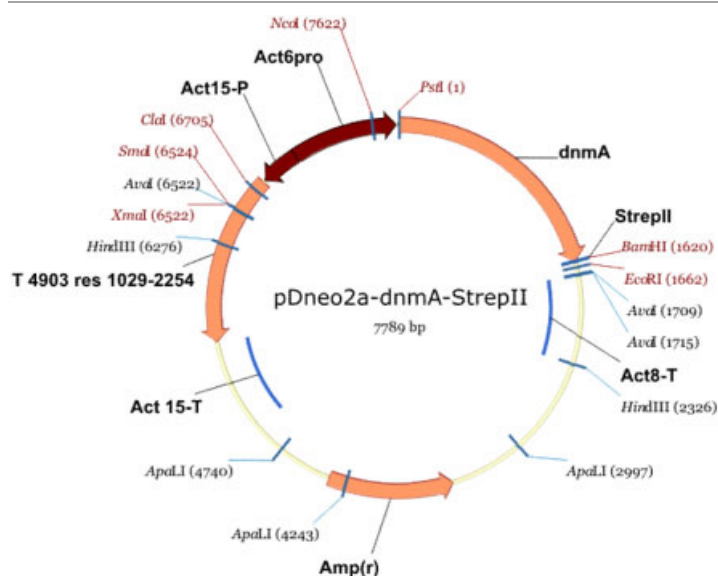 NcoI (7622)
Act6pro
PstI (1)
Act15-P
ClaI (6705)
dnmA
SmaI (6524)
AvaI (6522)
StrepII
XmaI (6522)
BamHI (1620)
HindIII (6276)
EcoRI (1662)
T 4903 res 1029-2254
pDneo2a-dnmA-StrepII
AvaI (1709)
7789 bp
AvaI (1715)
Act8-T
Act 15-T
HindIII (2326)
ApaLI (4740)
ApaLI (2997)
ApaLI (4243)
Amp(r)